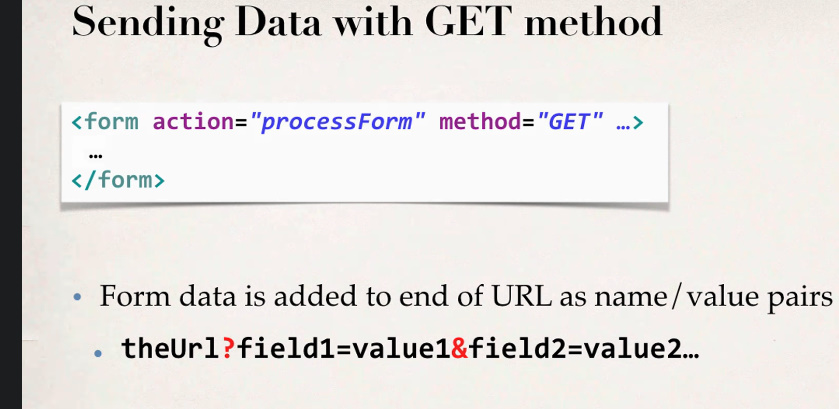 Sending Data with GET method
<form action="processForm" method="GET" …>
…
</form>
• Form data is added to end of URL as name/value pairs
• theUrl?field1=value1&field2=value2…